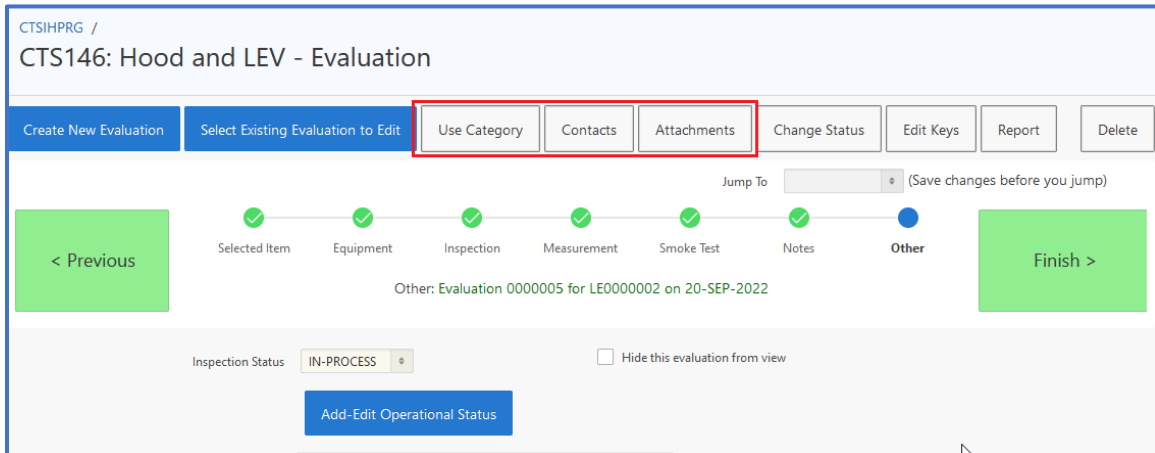 CTSIHPRG /
CTS146: Hood and LEV - Evaluation
Create New Evaluation Select Existing Evaluation to Edit Use Category Contacts Attachments Change Status Edit Keys Report Delete
Jump To (Save changes before you jump)
< Previous
Selected Item Equipment Inspection Measurement Smoke Test Notes Other
Finish >
Other: Evaluation 0000005 for LE0000002 on 20-SEP-2022
Inspection Status IN-PROCESS Hide this evaluation from view
Add-Edit Operational Status